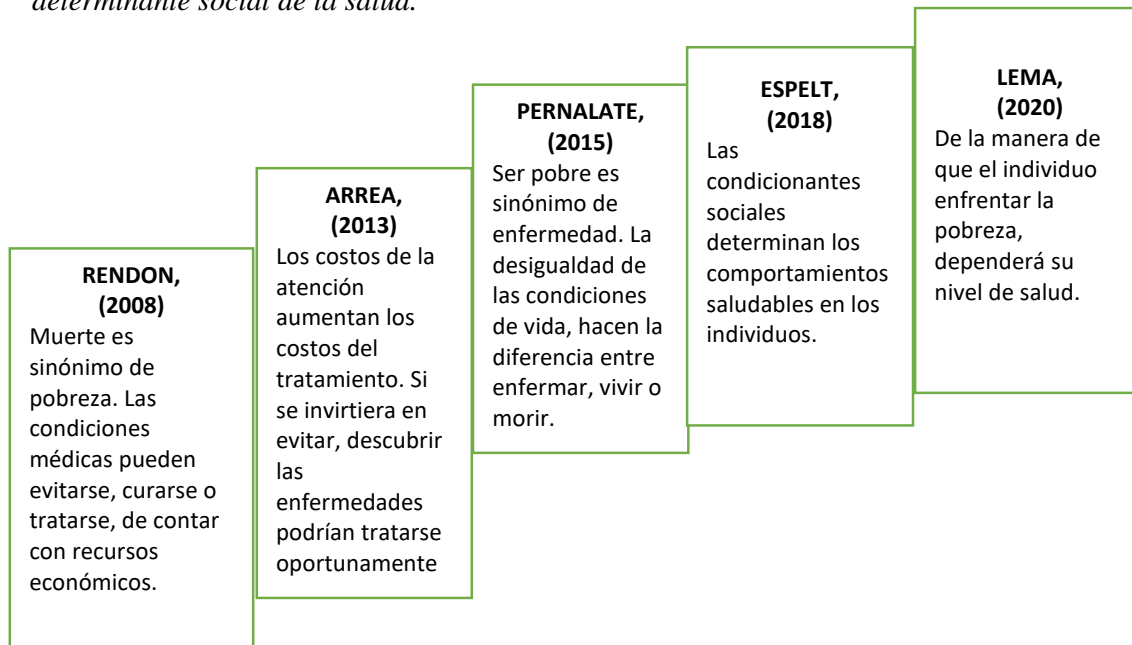 determinante social de la salud.
RENDON,
(2008)
Muerte es
sinónimo de
pobreza. Las
condiciones
médicas pueden
evitarse, curarse o
tratarse, de contar
con recursos
económicos.
ARREA,
(2013)
Los costos de la
atención
aumentan los
costos del
tratamiento. Si
se invirtiera en
evitar, descubrir
las
enfermedades
podrían tratarse
oportunamente
PERNALATE,
(2015)
Ser pobre es
sinónimo de
enfermedad. La
desigualdad de
las condiciones
de vida, hacen la
diferencia entre
enfermar, vivir o
morir.
ESPELT,
(2018)
Las
condicionantes
sociales
determinan los
comportamientos
saludables en los
individuos.
LEMA,
(2020)
De la manera de
que el individuo
enfrentar la
pobreza,
dependerá su
nivel de salud.